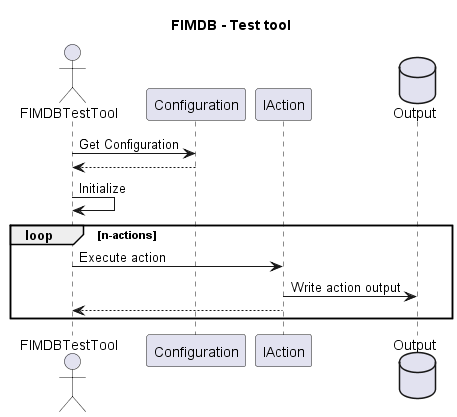 FIMDB - Test tool
FIMDBTestTool
Configuration
IAction
Output
Get Configuration
Initialize
loop
[n-actions]
Execute action
Write action output
FIMDBTestTool
Configuration
IAction
Output